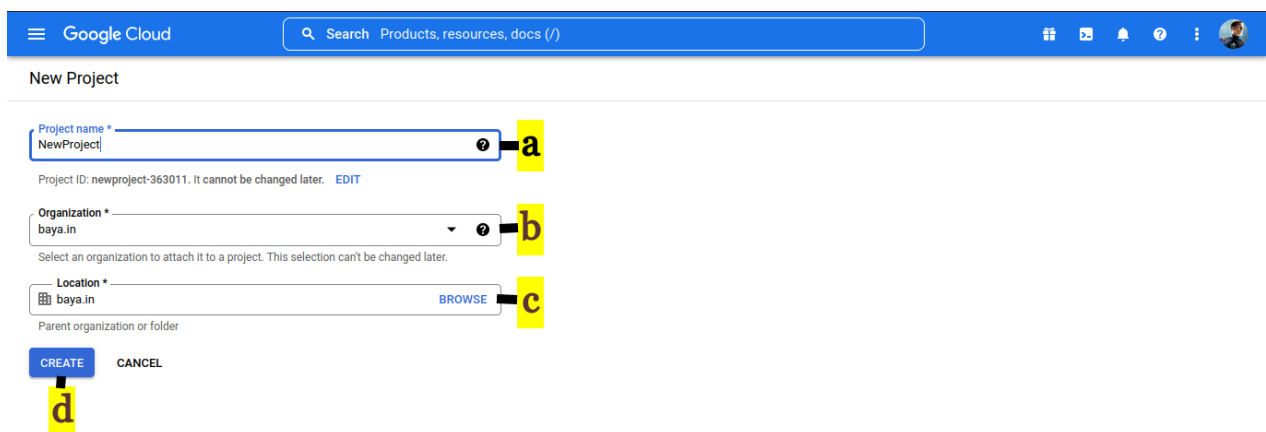 Google Cloud Search Products, resources, docs (/)
New Project
Project name *
NewProject a
Project ID: newproject-363011. It cannot be changed later. EDIT
Organization *
baya.in b
Select an organization to attach it to a project. This selection can't be changed later.
Location *
baya.in BROWSE c
Parent organization or folder
CREATE CANCEL
d